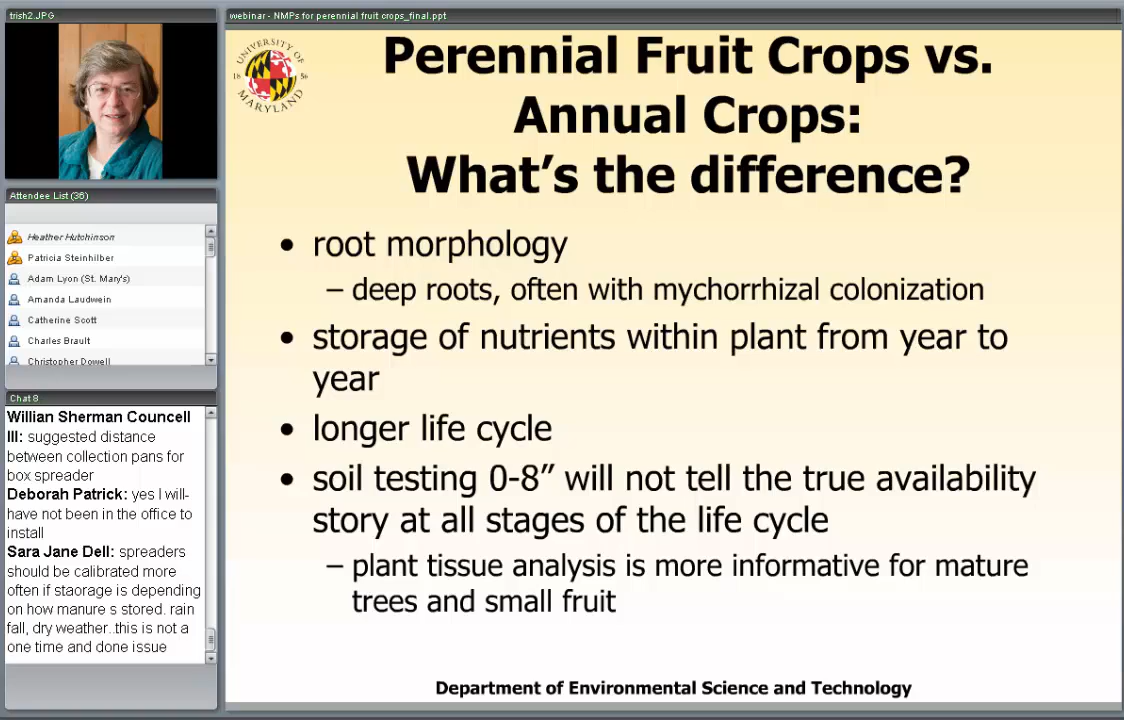 trish2.JPG
Attendee List (36)
Heather Hutchinson
Patricia Steinhilber
Adam Lyon (St. Mary's)
Amanda Laudwein
Catherine Scott
Charles Brault
Christopher Dowell
Chat 8
Willian Sherman Councell
III: suggested distance
between collection pans for
box spreader
Deborah Patrick: yes I will-
have not been in the office to
install
Sara Jane Dell: spreaders
should be calibrated more
often if staorage is depending
on how manure s stored. rain
fall, dry weather..this is not a
one time and done issue
webinar - NMPs for perennial fruit crops_final.ppt
UNIVERSITY OF
18 56
MARYLAND
Perennial Fruit Crops vs.
Annual Crops:
What's the difference?
• root morphology
– deep roots, often with mychorrhizal colonization
• storage of nutrients within plant from year to
year
• longer life cycle
• soil testing 0-8” will not tell the true availability
story at all stages of the life cycle
– plant tissue analysis is more informative for mature
trees and small fruit
Department of Environmental Science and Technology